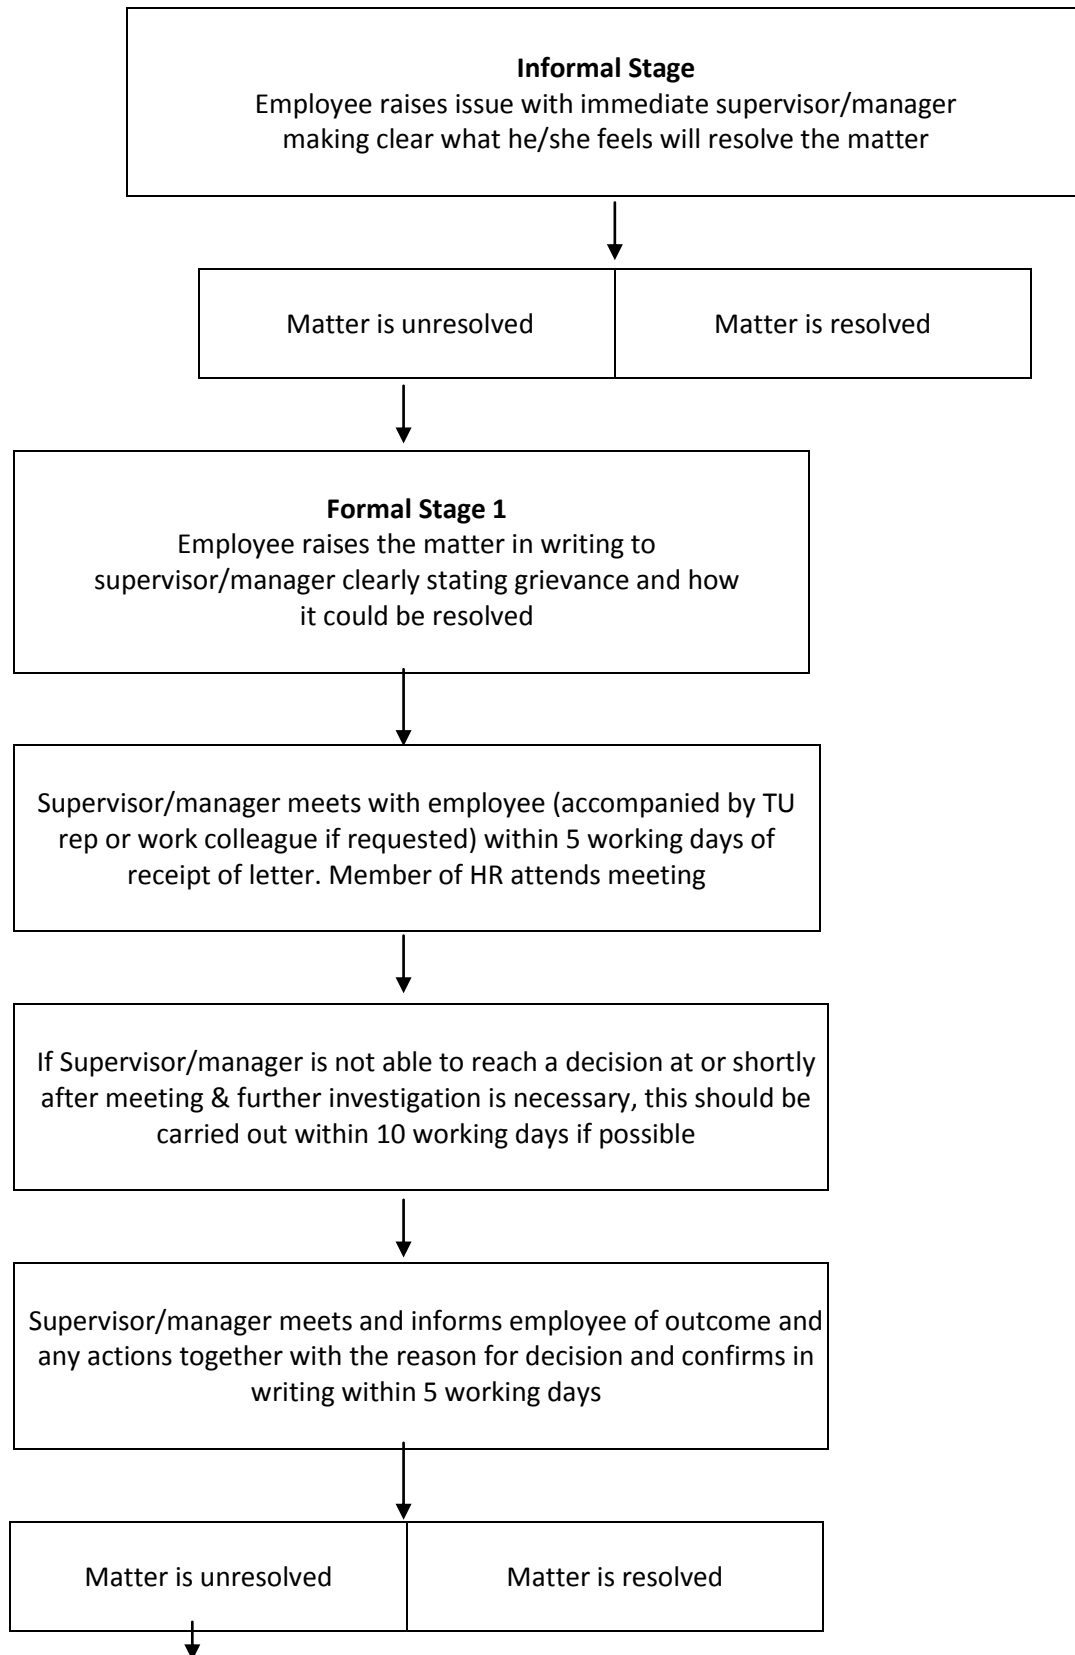 Informal Stage
Employee raises issue with immediate supervisor/manager
making clear what he/she feels will resolve the matter
Matter is unresolved
Matter is resolved
Formal Stage 1
Employee raises the matter in writing to
supervisor/manager clearly stating grievance and how
it could be resolved
Supervisor/manager meets with employee (accompanied by TU
rep or work colleague if requested) within 5 working days of
receipt of letter. Member of HR attends meeting
If Supervisor/manager is not able to reach a decision at or shortly
after meeting & further investigation is necessary, this should be
carried out within 10 working days if possible
Supervisor/manager meets and informs employee of outcome and
any actions together with the reason for decision and confirms in
writing within 5 working days
Matter is unresolved
Matter is resolved